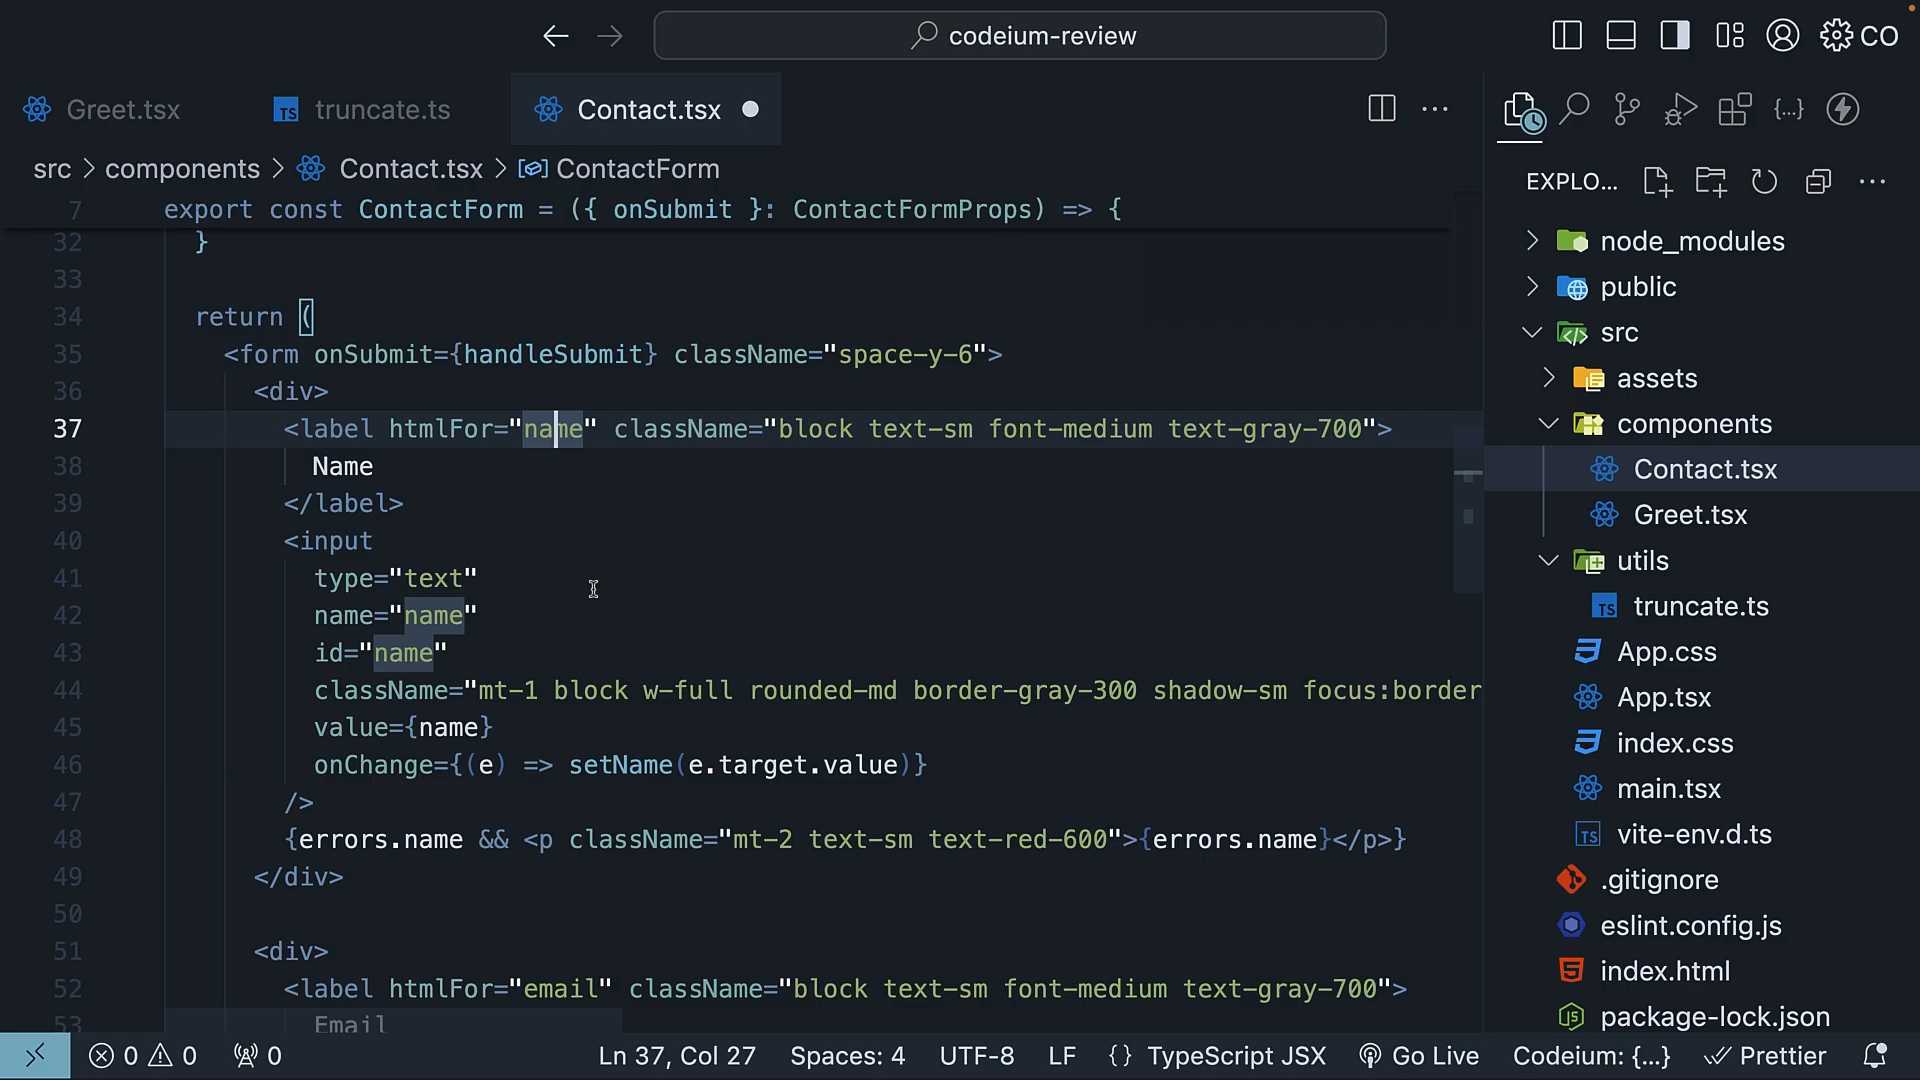 codeium-review
CO
Greet.tsx
truncate.ts
Contact.tsx
src > components > Contact.tsx > ContactForm
7 export const ContactForm = ({ onSubmit }: ContactFormProps) => {
32 }
33
34 return (
35 <form onSubmit={handleSubmit} className="space-y-6">
36 <div>
37 <label htmlFor="name" className="block text-sm font-medium text-gray-700">
38 Name
39 </label>
40 <input
41 type="text"
42 name="name"
43 id="name"
44 className="mt-1 block w-full rounded-md border-gray-300 shadow-sm focus:border
45 value={name}
46 onChange={(e) => setName(e.target.value)}
47 />
48 {errors.name && <p className="mt-2 text-sm text-red-600">{errors.name}</p>}
49 </div>
50
51 <div>
52 <label htmlFor="email" className="block text-sm font-medium text-gray-700">
53 Email
EXPLO...
node_modules
public
src
assets
components
Contact.tsx
Greet.tsx
utils
truncate.ts
App.css
App.tsx
index.css
main.tsx
vite-env.d.ts
.gitignore
eslint.config.js
index.html
package-lock.json
0 0 0 Ln 37, Col 27 Spaces: 4 UTF-8 LF {} TypeScript JSX Go Live Codeium: {...} Prettier